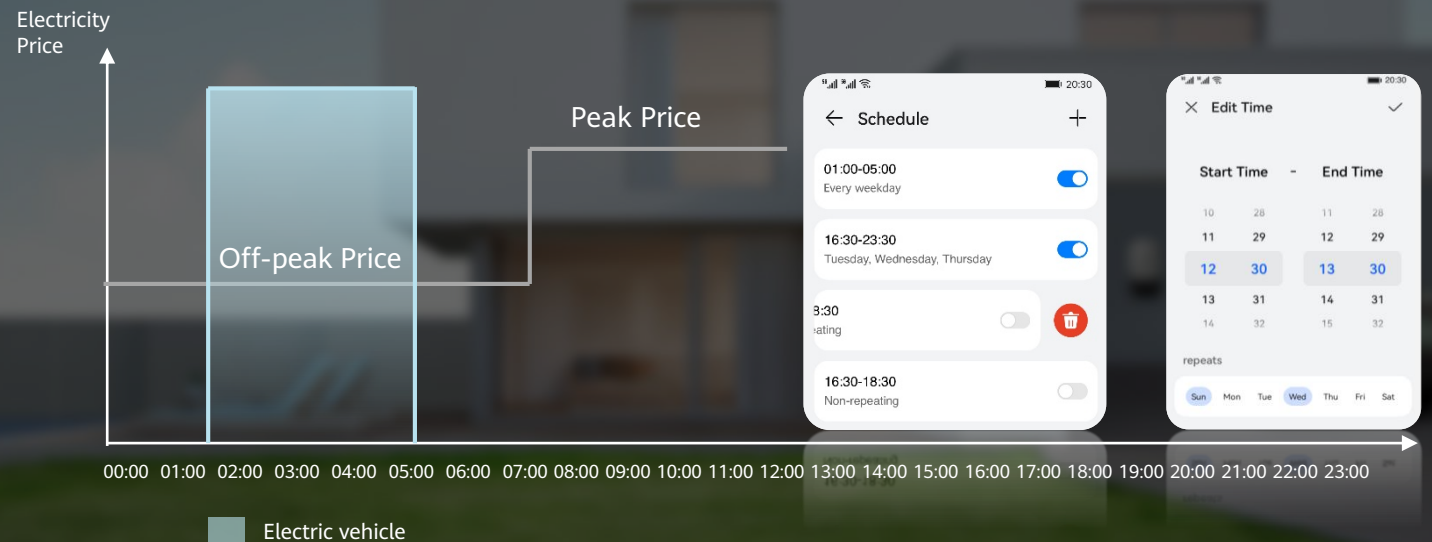 Electricity
Price
Peak Price
Off-peak Price
20:30
Schedule
01:00-05:00
Every weekday
16:30-23:30
Tuesday, Wednesday, Thursday
8:30
eating
16:30-18:30
Non-repeating
20:30
Edit Time
Start Time - End Time
10 28 11 28
11 29 12 29
12 30 13 30
13 31 14 31
14 32 15 32
repeats
Sun Mon Tue Wed Thu Fri Sat
00:00 01:00 02:00 03:00 04:00 05:00 06:00 07:00 08:00 09:00 10:00 11:00 12:00 13:00 14:00 15:00 16:00 17:00 18:00 19:00 20:00 21:00 22:00 23:00
Electric vehicle